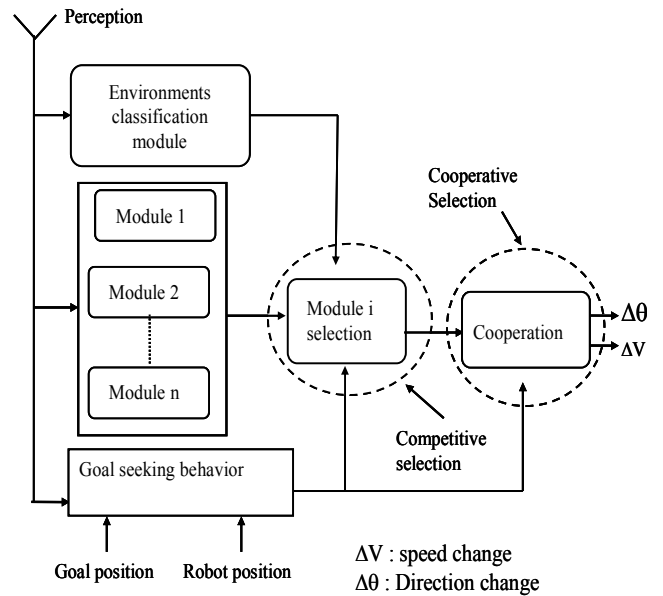 Perception
Environments
classification
module
Cooperative
Selection
Module 1
Module 2
Module i
selection
Cooperation
Δθ
ΔV
Module n
Competitive
selection
Goal seeking behavior
Goal position
Robot position
ΔV : speed change
Δθ : Direction change